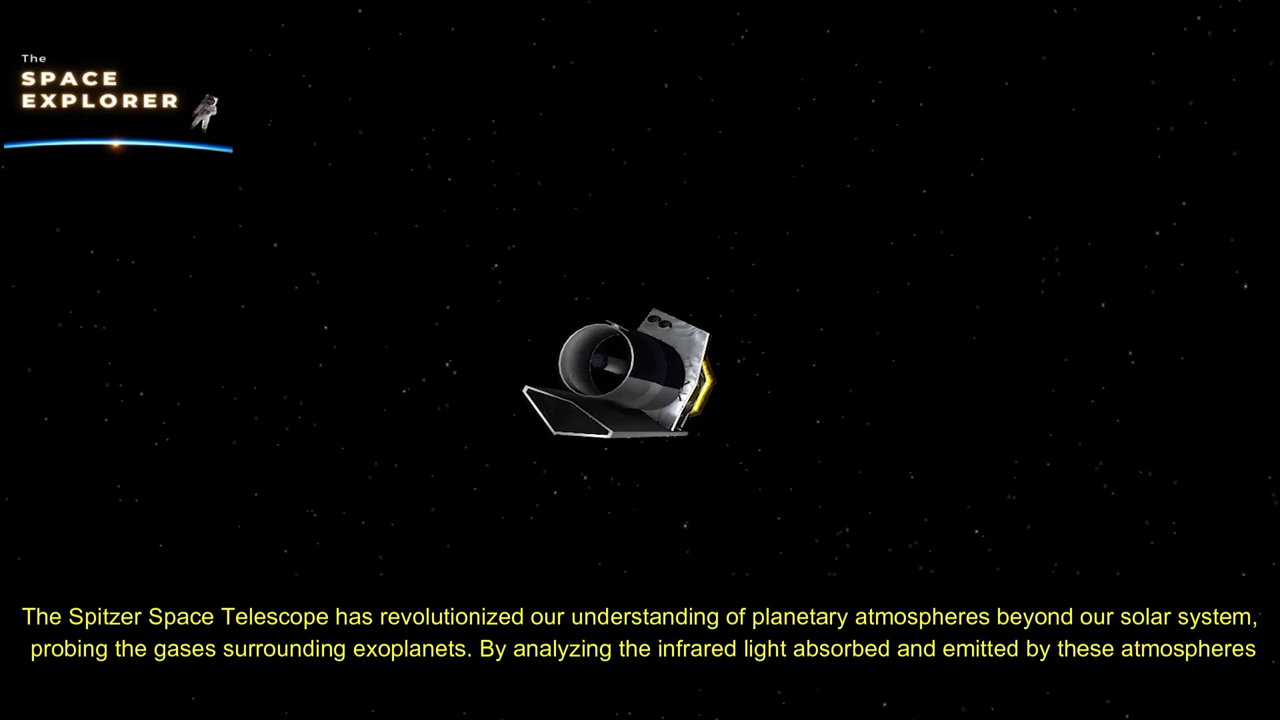 The
SPACE
EXPLORER
The Spitzer Space Telescope has revolutionized our understanding of planetary atmospheres beyond our solar system,
probing the gases surrounding exoplanets. By analyzing the infrared light absorbed and emitted by these atmospheres